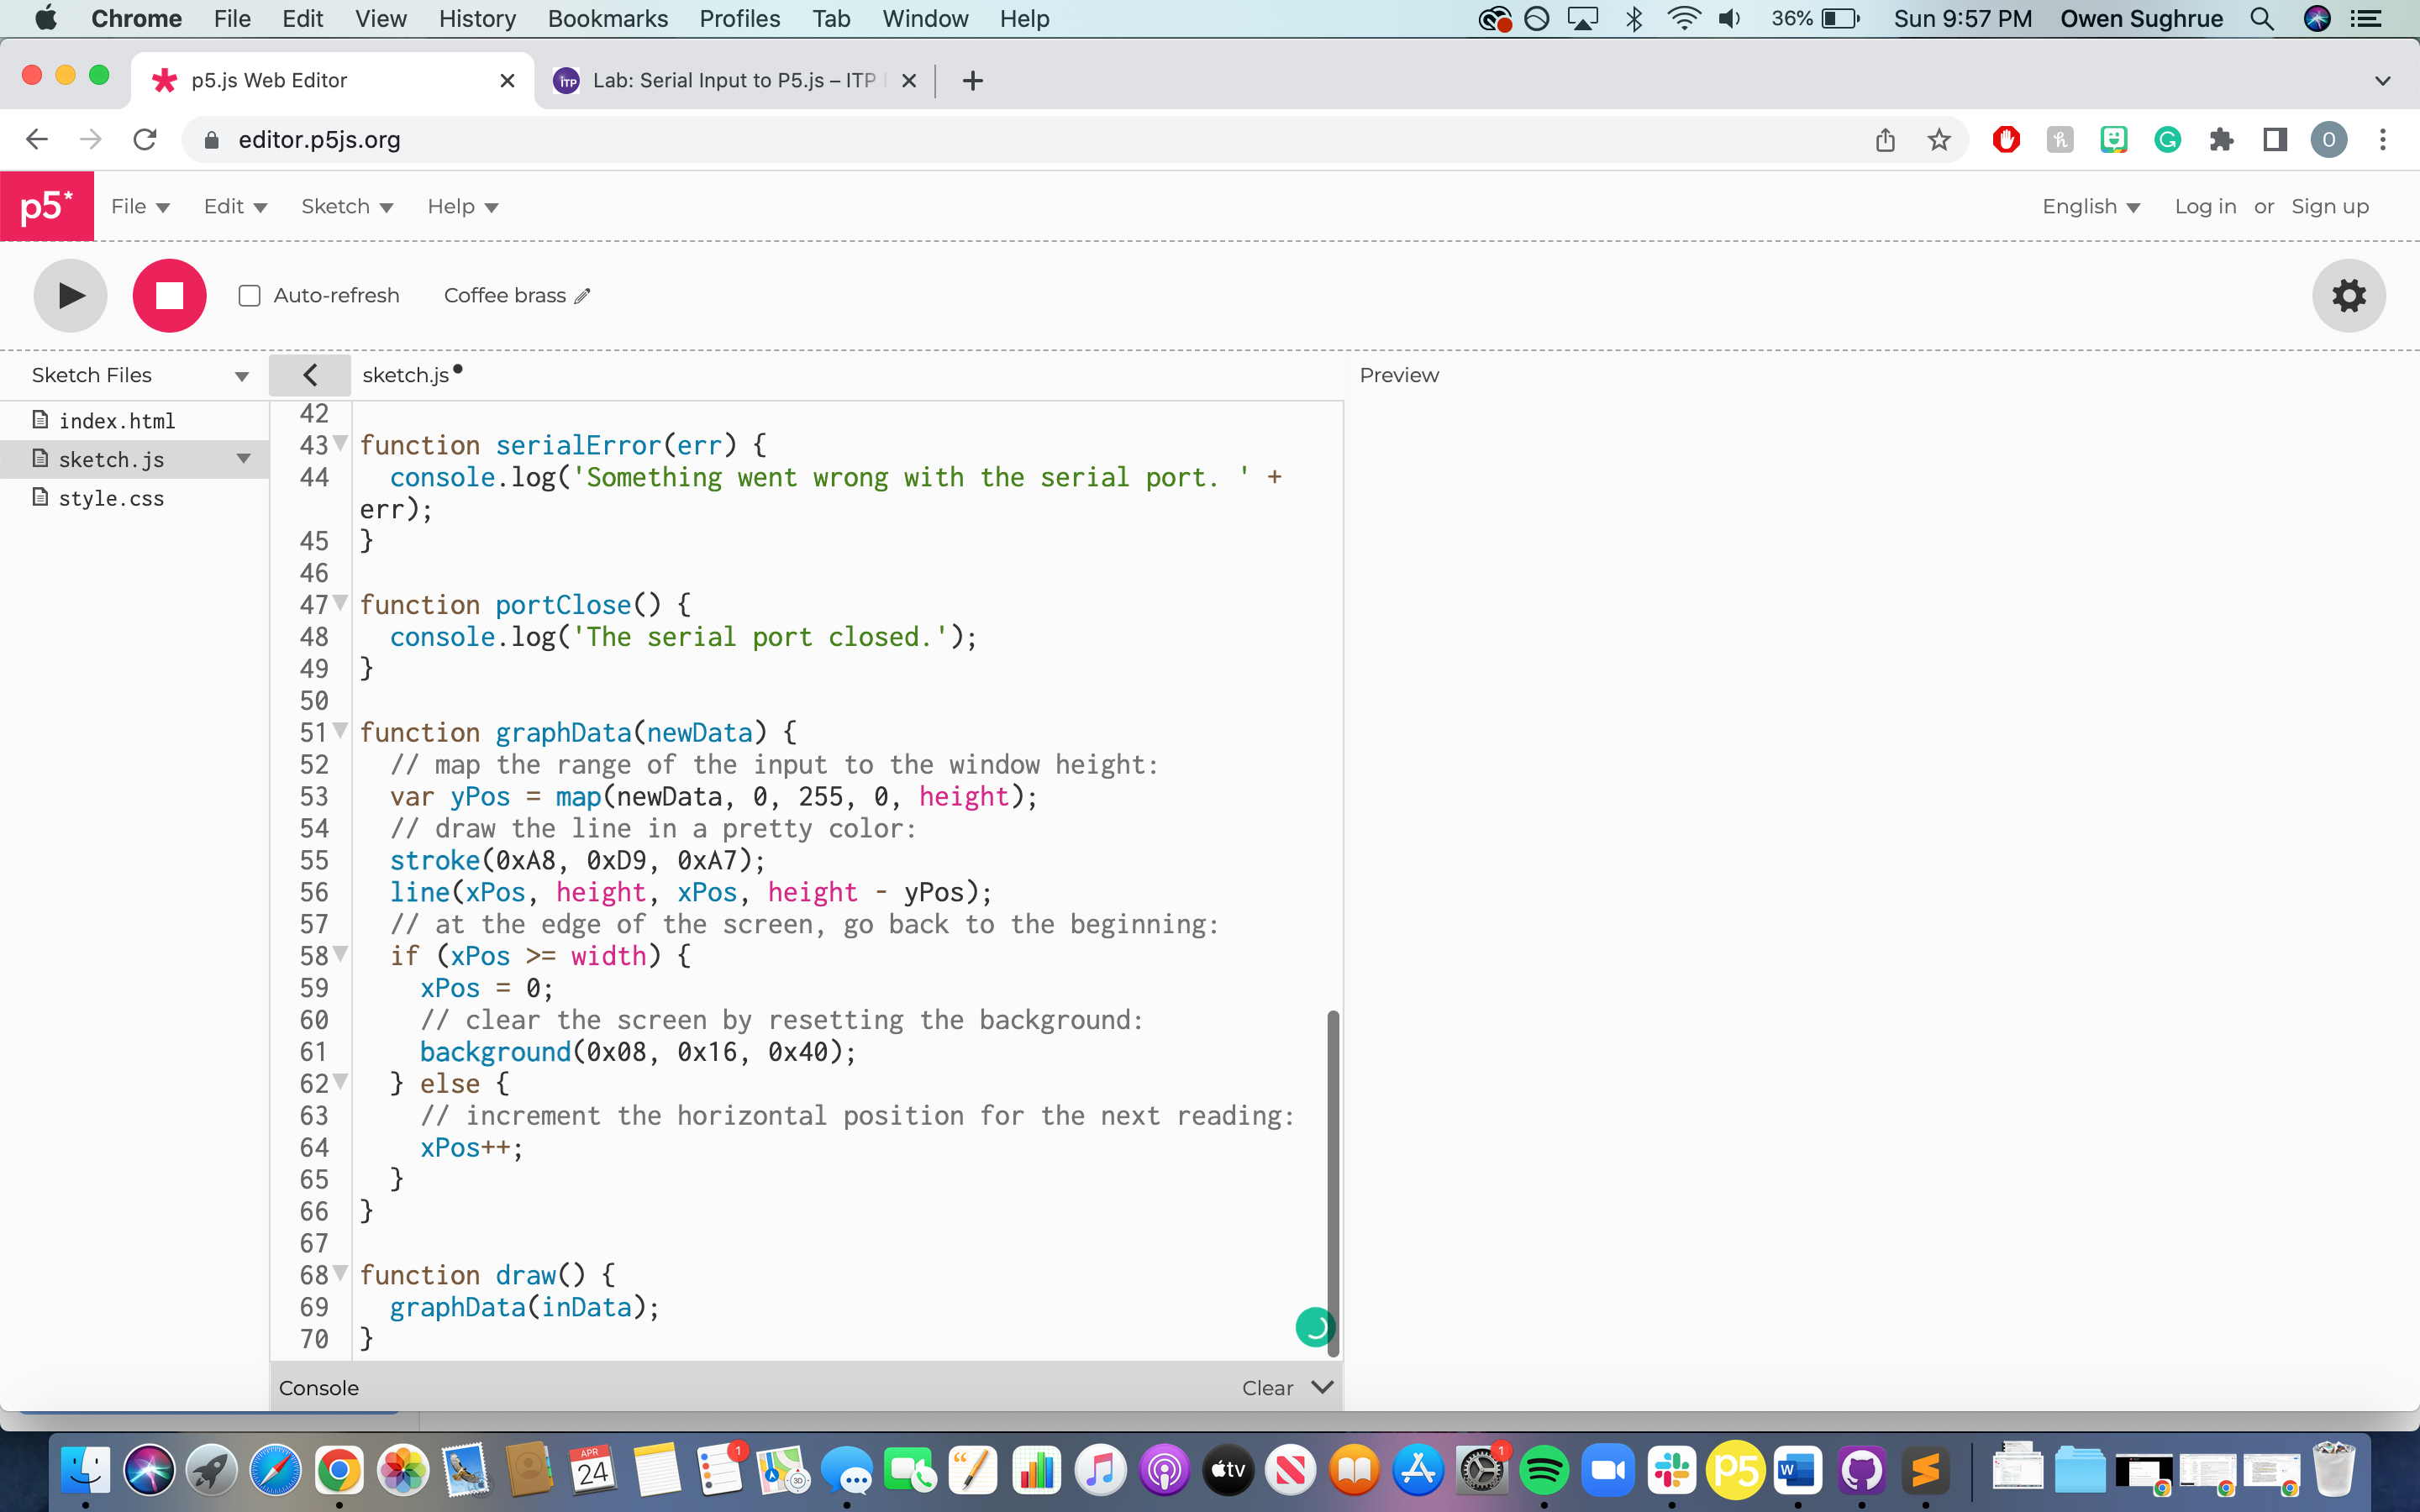 Chrome File Edit View History Bookmarks Profiles Tab Window Help 36% Sun 9:57 PM Owen Sughrue
p5.js Web Editor Lab: Serial Input to P5.js – ITP
editor.p5js.org O
p5* File Edit Sketch Help English Log in or Sign up
Auto-refresh Coffee brass
Sketch Files sketch.js Preview
index.html
sketch.js
style.css
42
43 function serialError(err) {
44 console.log('Something went wrong with the serial port. ' +
err);
45 }
46
47 function portClose() {
48 console.log('The serial port closed.');
49 }
50
51 function graphData(newData) {
52 // map the range of the input to the window height:
53 var yPos = map(newData, 0, 255, 0, height);
54 // draw the line in a pretty color:
55 stroke(0xA8, 0xD9, 0xA7);
56 line(xPos, height, xPos, height - yPos);
57 // at the edge of the screen, go back to the beginning:
58 if (xPos >= width) {
59 xPos = 0;
60 // clear the screen by resetting the background:
61 background(0x08, 0x16, 0x40);
62 } else {
63 // increment the horizontal position for the next reading:
64 xPos++;
65 }
66 }
67
68 function draw() {
69 graphData(inData);
70 }
Console Clear
APR
24 1 3D tv 1 p5 W